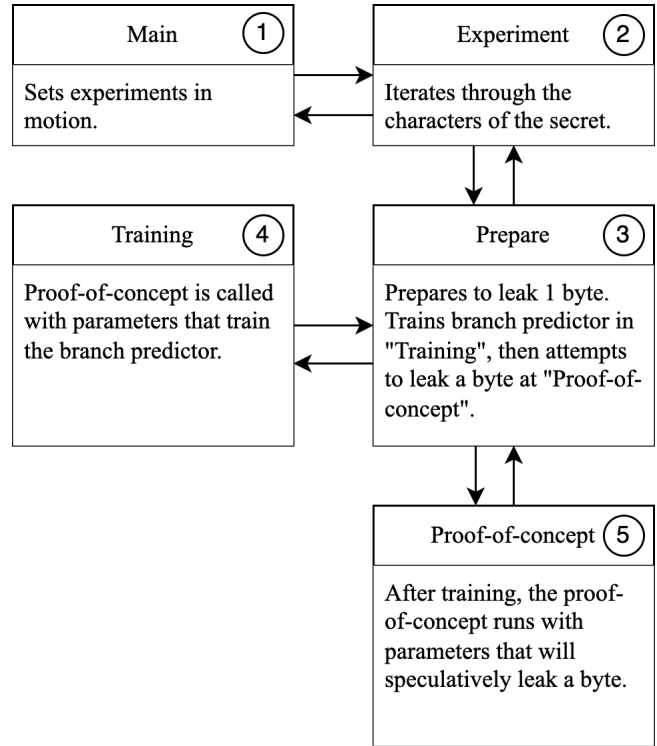 Main 1
Sets experiments in
motion.
Experiment 2
Iterates through the
characters of the secret.
Prepare 3
Prepares to leak 1 byte.
Trains branch predictor in
"Training", then attempts
to leak a byte at "Proof-of-
concept".
Training 4
Proof-of-concept is called
with parameters that train
the branch predictor.
Proof-of-concept 5
After training, the proof-
of-concept runs with
parameters that will
speculatively leak a byte.